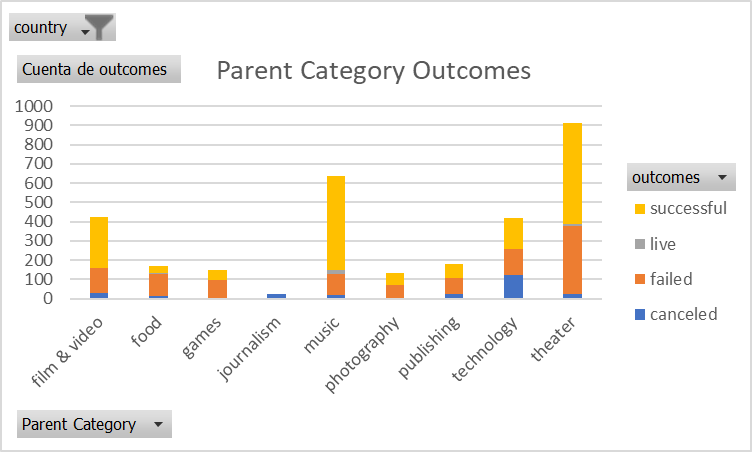 country
Cuenta de outcomes
Parent Category Outcomes
1000
900
800
700
600
500
400
300
200
100
0
film & video
food
games
journalism
music
photography
publishing
technology
theater
outcomes
successful
live
failed
canceled
Parent Category